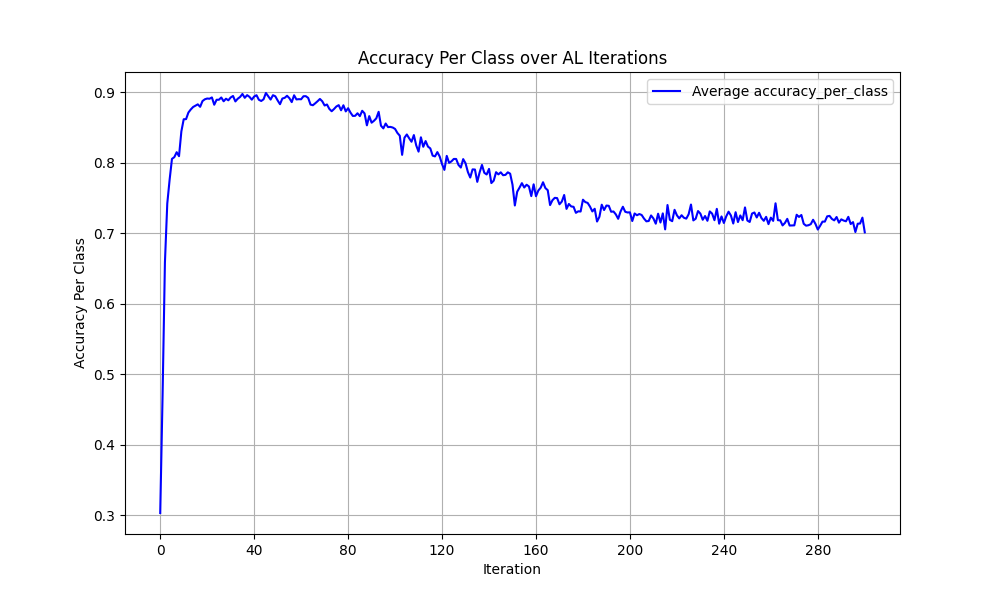 Accuracy Per Class over AL Iterations
Average accuracy_per_class
Accuracy Per Class
0.9
0.8
0.7
0.6
0.5
0.4
0.3
0 40 80 120 160 200 240 280
Iteration